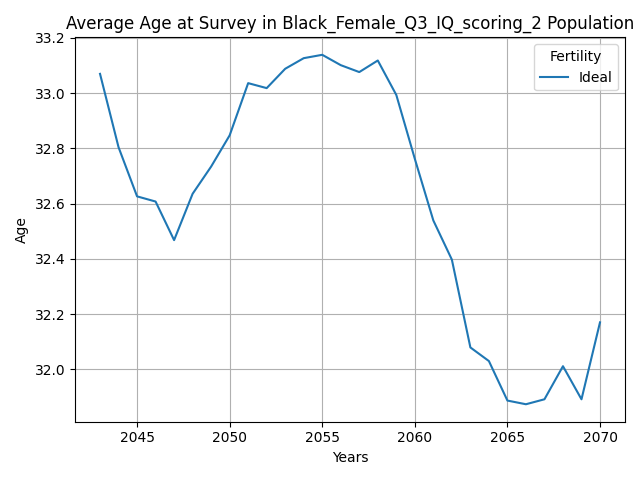 Average Age at Survey in Black_Female_Q3_IQ_scoring_2 Population
33.2
33.0
32.8
32.6
32.4
32.2
32.0
Age
Fertility
Ideal
2045 2050 2055 2060 2065 2070
Years